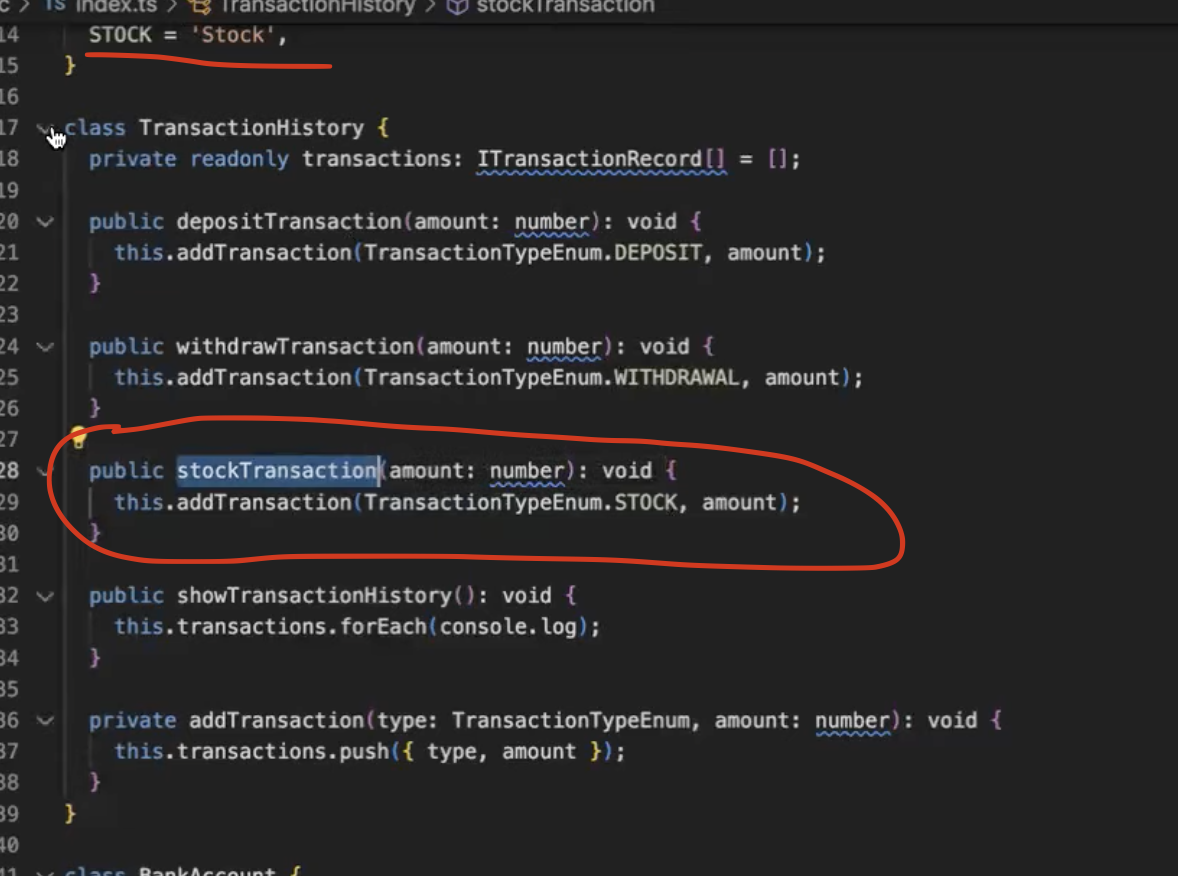 c > TS index.ts > TransactionHistory > stockTransaction
14 STOCK = 'Stock',
15 }
16
17 class TransactionHistory {
18 private readonly transactions: ITransactionRecord[] = [];
19
20 public depositTransaction(amount: number): void {
21 this.addTransaction(TransactionTypeEnum.DEPOSIT, amount);
22 }
23
24 public withdrawTransaction(amount: number): void {
25 this.addTransaction(TransactionTypeEnum.WITHDRAWAL, amount);
26 }
27
28 public stockTransaction(amount: number): void {
29 this.addTransaction(TransactionTypeEnum.STOCK, amount);
30 }
31
32 public showTransactionHistory(): void {
33 this.transactions.forEach(console.log);
34 }
35
36 private addTransaction(type: TransactionTypeEnum, amount: number): void {
37 this.transactions.push({ type, amount });
38 }
39 }
40
41 class BankAccount {